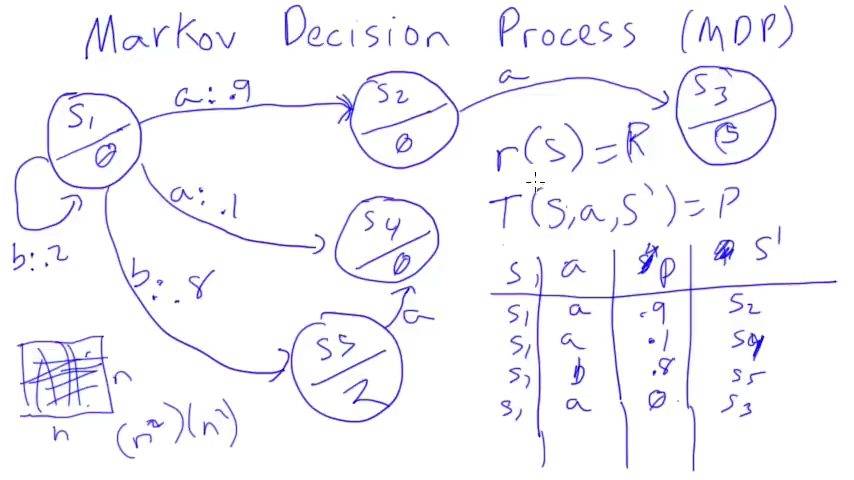 Markov Decision Process (MDP)
a: .9
a
S1
0
S2
0
S3
r(s) = R
T(s, a, s') = P
a: .1
b: .2
S4
0
b: .8
a
S5
2
n
n
(n²)(n²)
S, a P S'
S1 a .9 S2
S1 a .1 S4
S1 b .8 S5
S1 a 0 S3